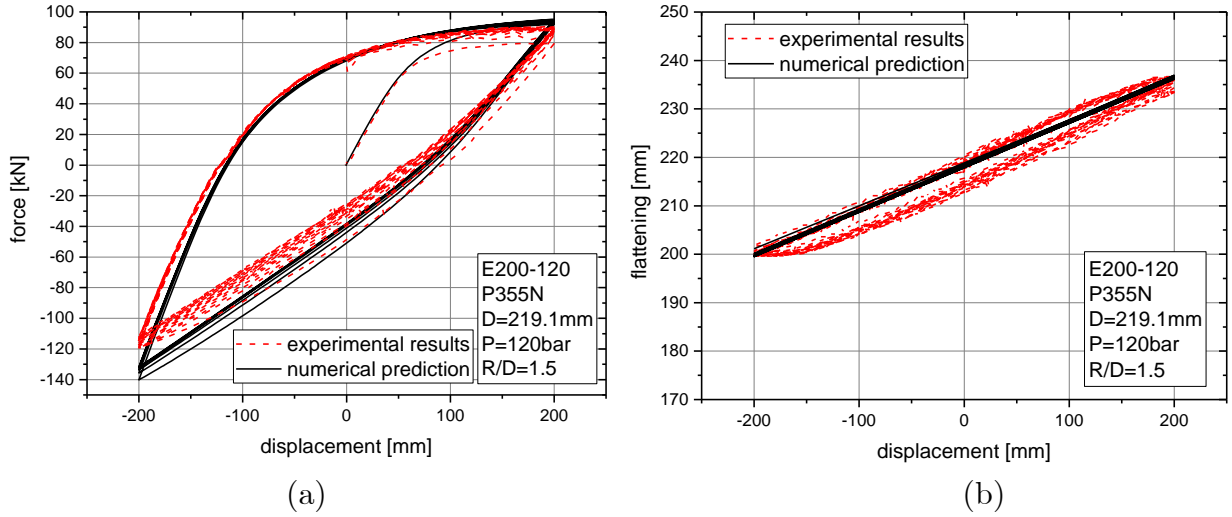 100
80
60
40
20
0
-20
-40
-60
-80
-100
-120
-140
force [kN]
-200
-100
0
100
200
displacement [mm]
experimental results
numerical prediction
E200-120
P355N
D=219.1mm
P=120bar
R/D=1.5
(a)
250
240
230
220
210
200
190
180
170
flattening [mm]
-200
-100
0
100
200
displacement [mm]
experimental results
numerical prediction
E200-120
P355N
D=219.1mm
P=120bar
R/D=1.5
(b)